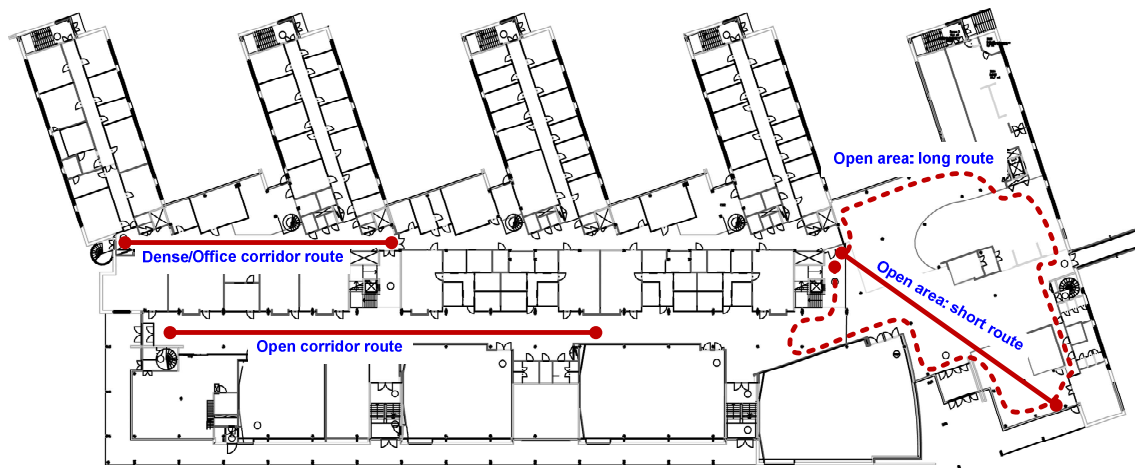 Open area: long route
Dense/Office corridor route
Open area: short route
Open corridor route